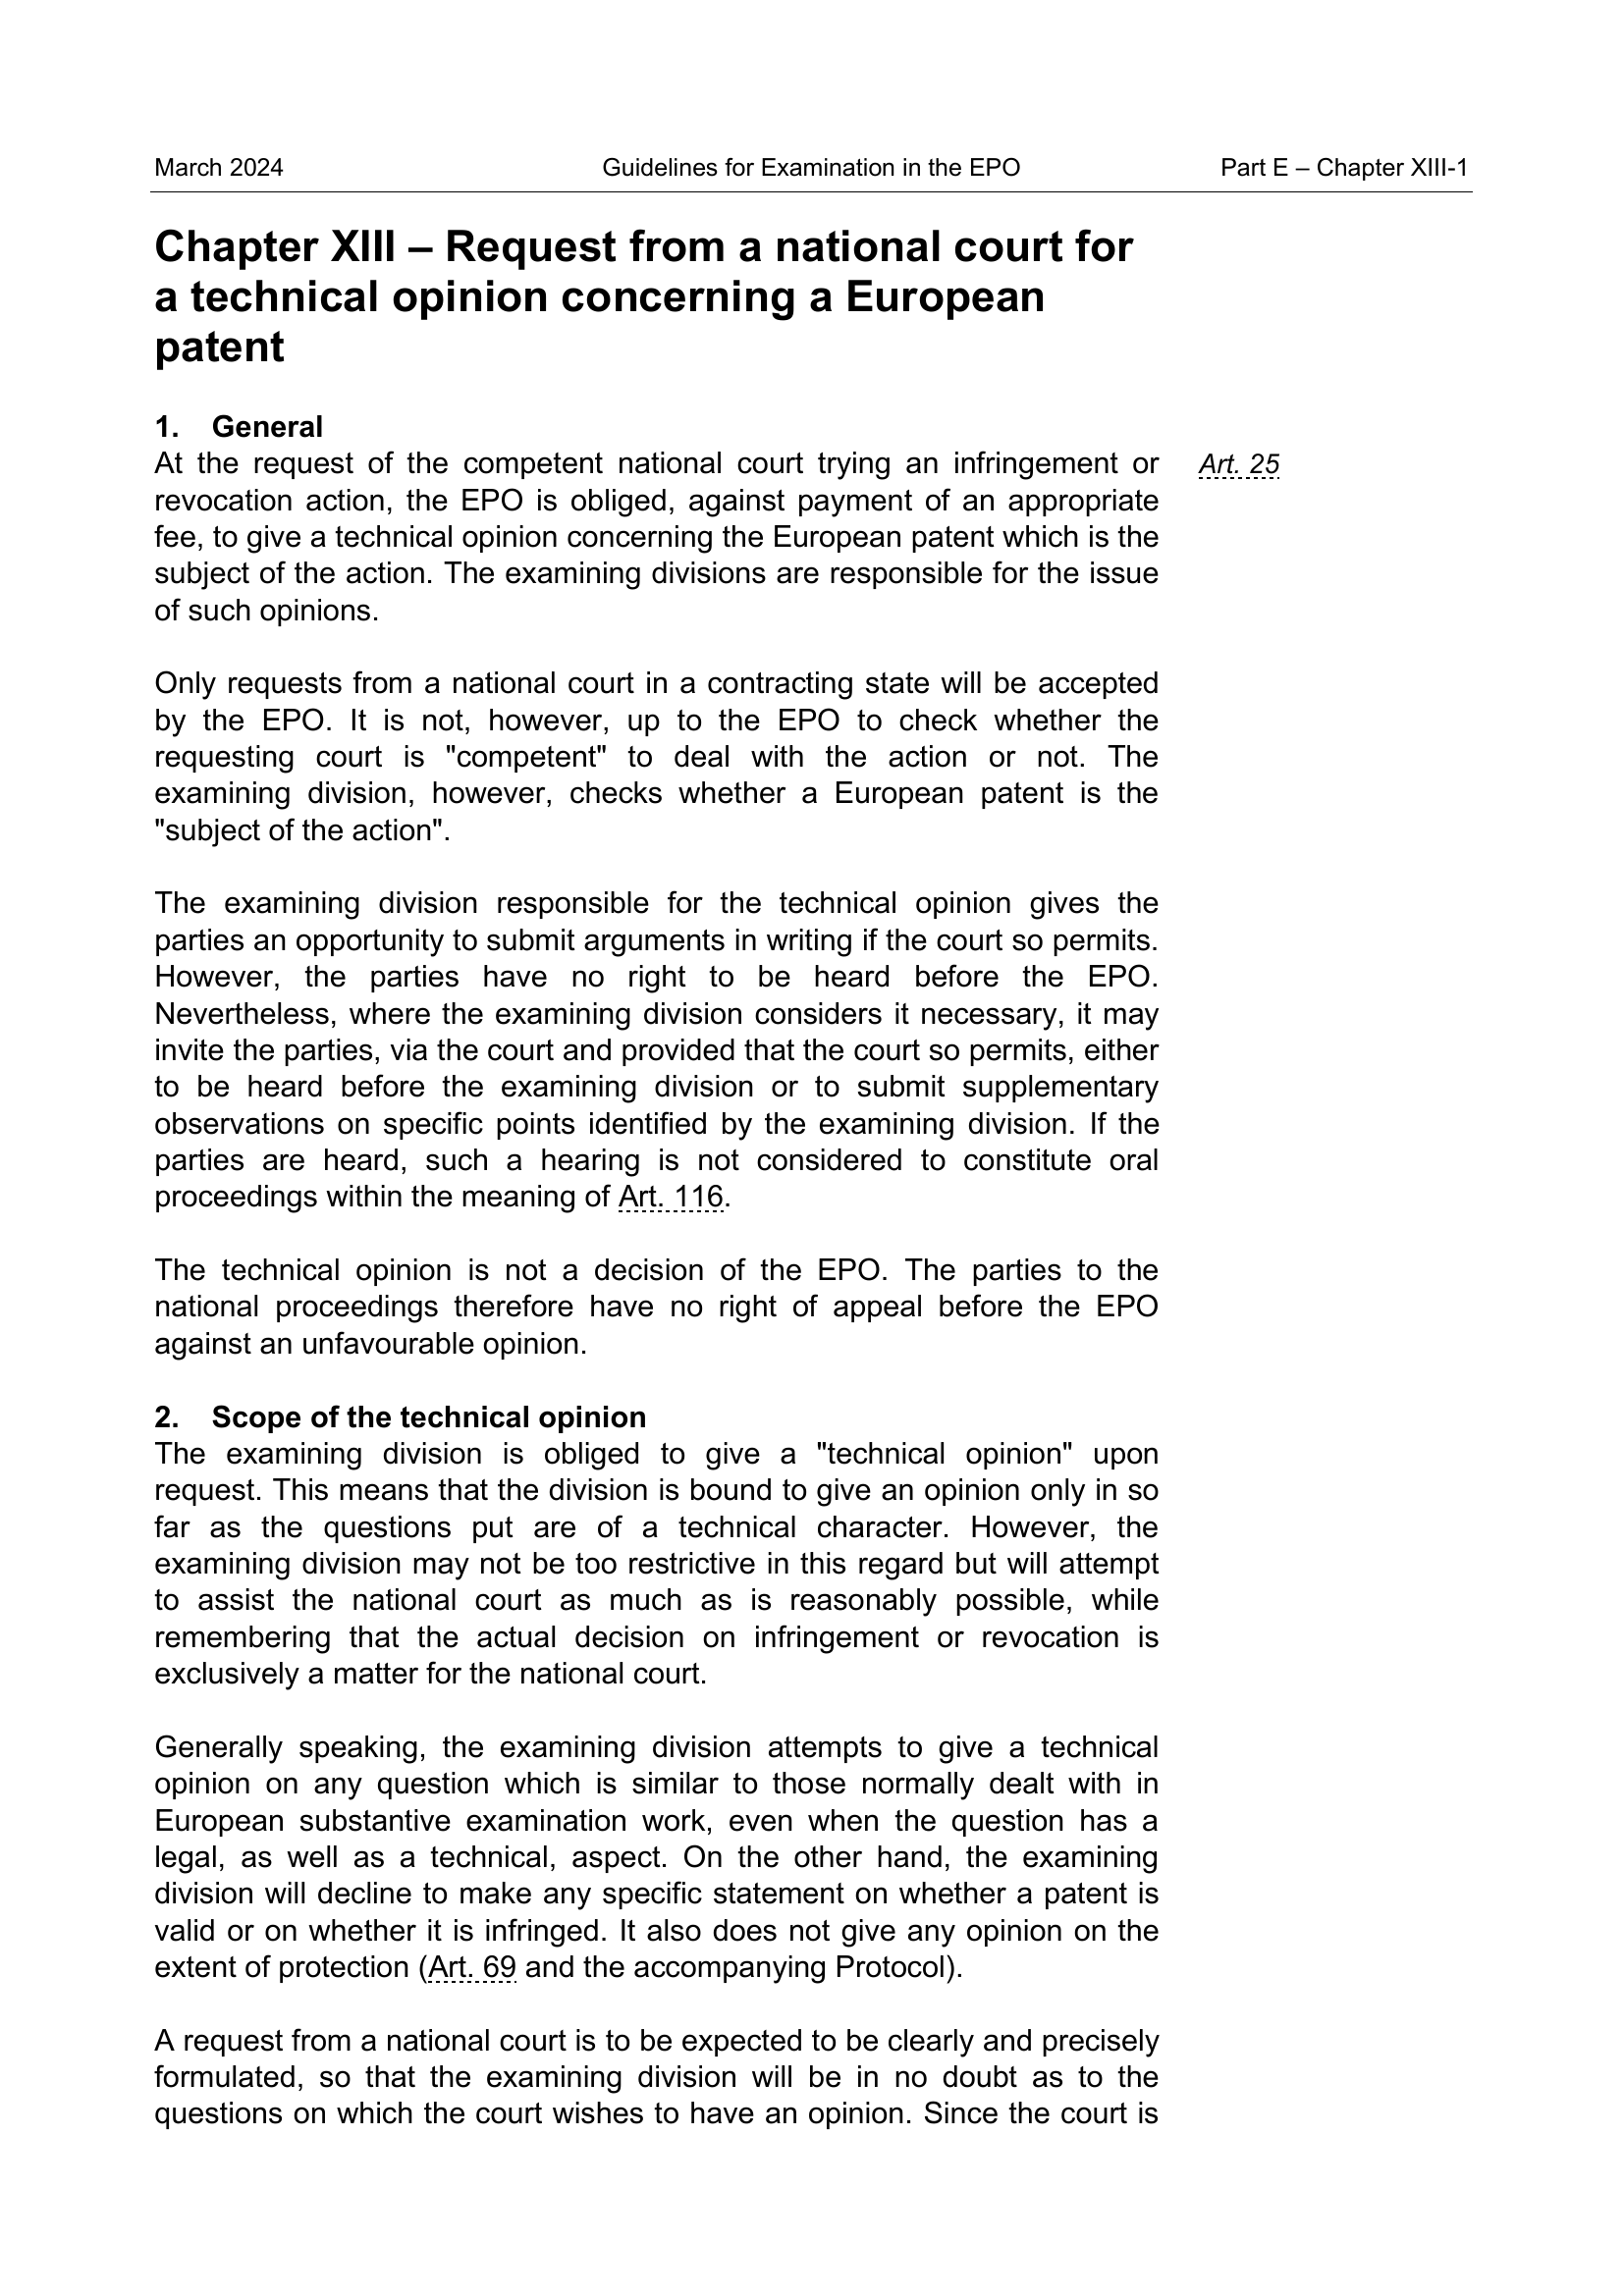 March 2024 Guidelines for Examination in the EPO Part E – Chapter XIII-1
Chapter XIII – Request from a national court for
a technical opinion concerning a European
patent
1. General
At the request of the competent national court trying an infringement or Art. 25
revocation action, the EPO is obliged, against payment of an appropriate
fee, to give a technical opinion concerning the European patent which is the
subject of the action. The examining divisions are responsible for the issue
of such opinions.
Only requests from a national court in a contracting state will be accepted
by the EPO. It is not, however, up to the EPO to check whether the
requesting court is "competent" to deal with the action or not. The
examining division, however, checks whether a European patent is the
"subject of the action".
The examining division responsible for the technical opinion gives the
parties an opportunity to submit arguments in writing if the court so permits.
However, the parties have no right to be heard before the EPO.
Nevertheless, where the examining division considers it necessary, it may
invite the parties, via the court and provided that the court so permits, either
to be heard before the examining division or to submit supplementary
observations on specific points identified by the examining division. If the
parties are heard, such a hearing is not considered to constitute oral
proceedings within the meaning of Art. 116.
The technical opinion is not a decision of the EPO. The parties to the
national proceedings therefore have no right of appeal before the EPO
against an unfavourable opinion.
2. Scope of the technical opinion
The examining division is obliged to give a "technical opinion" upon
request. This means that the division is bound to give an opinion only in so
far as the questions put are of a technical character. However, the
examining division may not be too restrictive in this regard but will attempt
to assist the national court as much as is reasonably possible, while
remembering that the actual decision on infringement or revocation is
exclusively a matter for the national court.
Generally speaking, the examining division attempts to give a technical
opinion on any question which is similar to those normally dealt with in
European substantive examination work, even when the question has a
legal, as well as a technical, aspect. On the other hand, the examining
division will decline to make any specific statement on whether a patent is
valid or on whether it is infringed. It also does not give any opinion on the
extent of protection (Art. 69 and the accompanying Protocol).
A request from a national court is to be expected to be clearly and precisely
formulated, so that the examining division will be in no doubt as to the
questions on which the court wishes to have an opinion. Since the court is